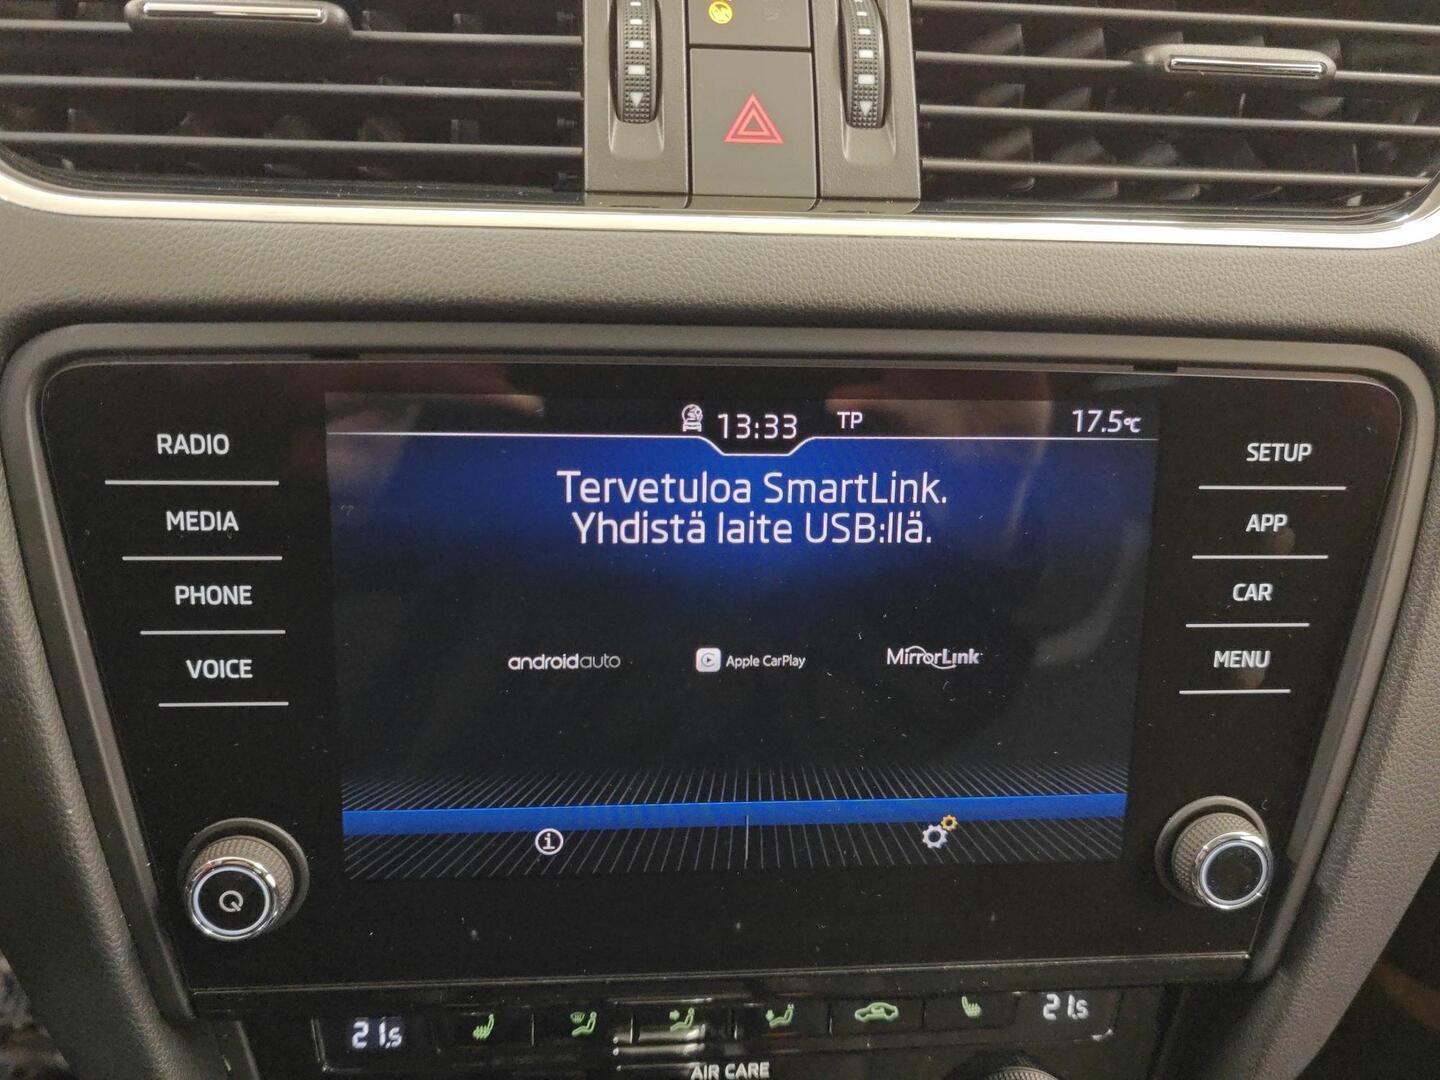 13:33 TP 17.5°C
RADIO
MEDIA
PHONE
VOICE
Tervetuloa SmartLink.
Yhdistä laite USB:llä.
androidauto Apple CarPlay MirrorLink
SETUP
APP
CAR
MENU
21.5
21.5
AIR CARE